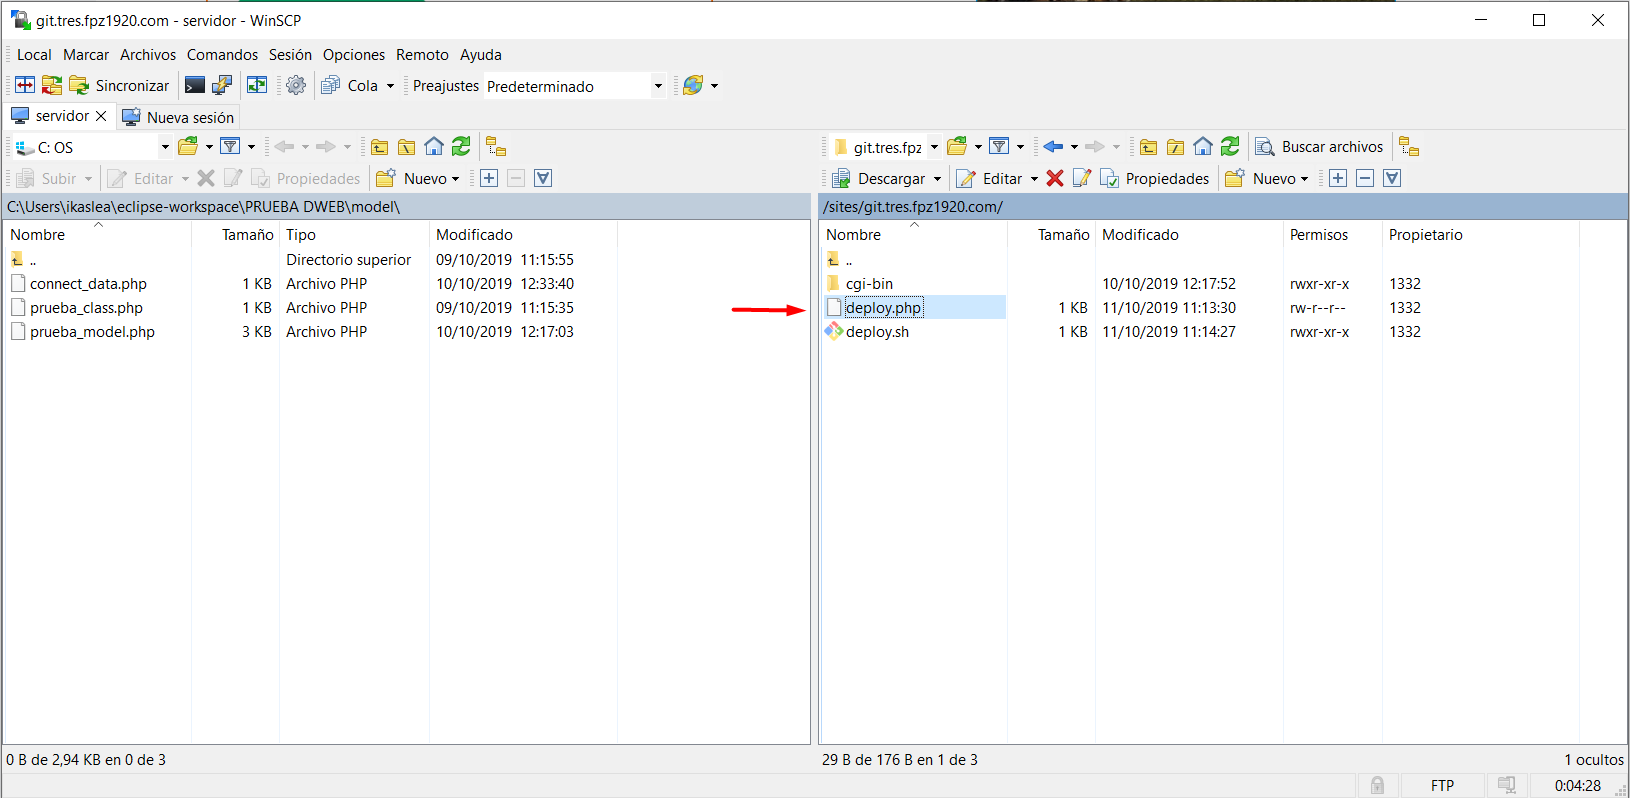 git.tres.fpz1920.com - servidor - WinSCP
Local Marcar Archivos Comandos Sesión Opciones Remoto Ayuda
Sincronizar Cola Preajustes Predeterminado
servidor Nueva sesión
C: OS
git.tres.fpz Buscar archivos
Subir Editar Propiedades Nuevo
Descargar Editar Propiedades Nuevo
C:\Users\ikaslea\eclipse-workspace\PRUEBA DWEB\model\
Nombre Tamaño Tipo Modificado
.. Directorio superior 09/10/2019 11:15:55
connect_data.php 1 KB Archivo PHP 10/10/2019 12:33:40
prueba_class.php 1 KB Archivo PHP 09/10/2019 11:15:35
prueba_model.php 3 KB Archivo PHP 10/10/2019 12:17:03
0 B de 2,94 KB en 0 de 3
/sites/git.tres.fpz1920.com/
Nombre Tamaño Modificado Permisos Propietario
..
cgi-bin 10/10/2019 12:17:52 rwxr-xr-x 1332
deploy.php 1 KB 11/10/2019 11:13:30 rw-r--r-- 1332
deploy.sh 1 KB 11/10/2019 11:14:27 rwxr-xr-x 1332
29 B de 176 B en 1 de 3 1 ocultos
FTP 0:04:28